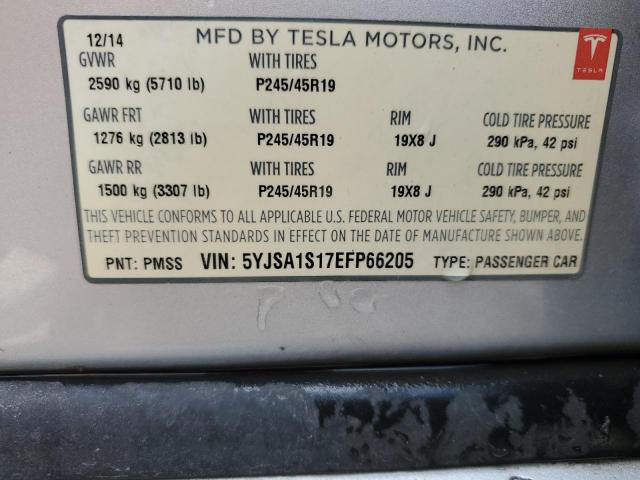 12/14 MFD BY TESLA MOTORS, INC.
TESLA
GVWR WITH TIRES
2590 kg (5710 lb) P245/45R19
GAWR FRT WITH TIRES RIM COLD TIRE PRESSURE
1276 kg (2813 lb) P245/45R19 19X8 J 290 kPa, 42 psi
GAWR RR WITH TIRES RIM COLD TIRE PRESSURE
1500 kg (3307 lb) P245/45R19 19X8 J 290 kPa, 42 psi
THIS VEHICLE CONFORMS TO ALL APPLICABLE U.S. FEDERAL MOTOR VEHICLE SAFETY, BUMPER, AND
THEFT PREVENTION STANDARDS IN EFFECT ON THE DATE OF MANUFACTURE SHOWN ABOVE.
PNT: PMSS VIN: 5YJSA1S17EFP66205 TYPE: PASSENGER CAR